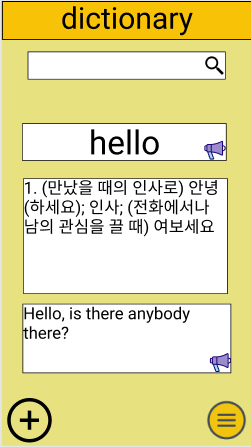 dictionary
hello
1. (만났을 때의 인사로) 안녕
(하세요); 인사; (전화에서나
남의 관심을 끌 때) 여보세요
Hello, is there anybody
there?